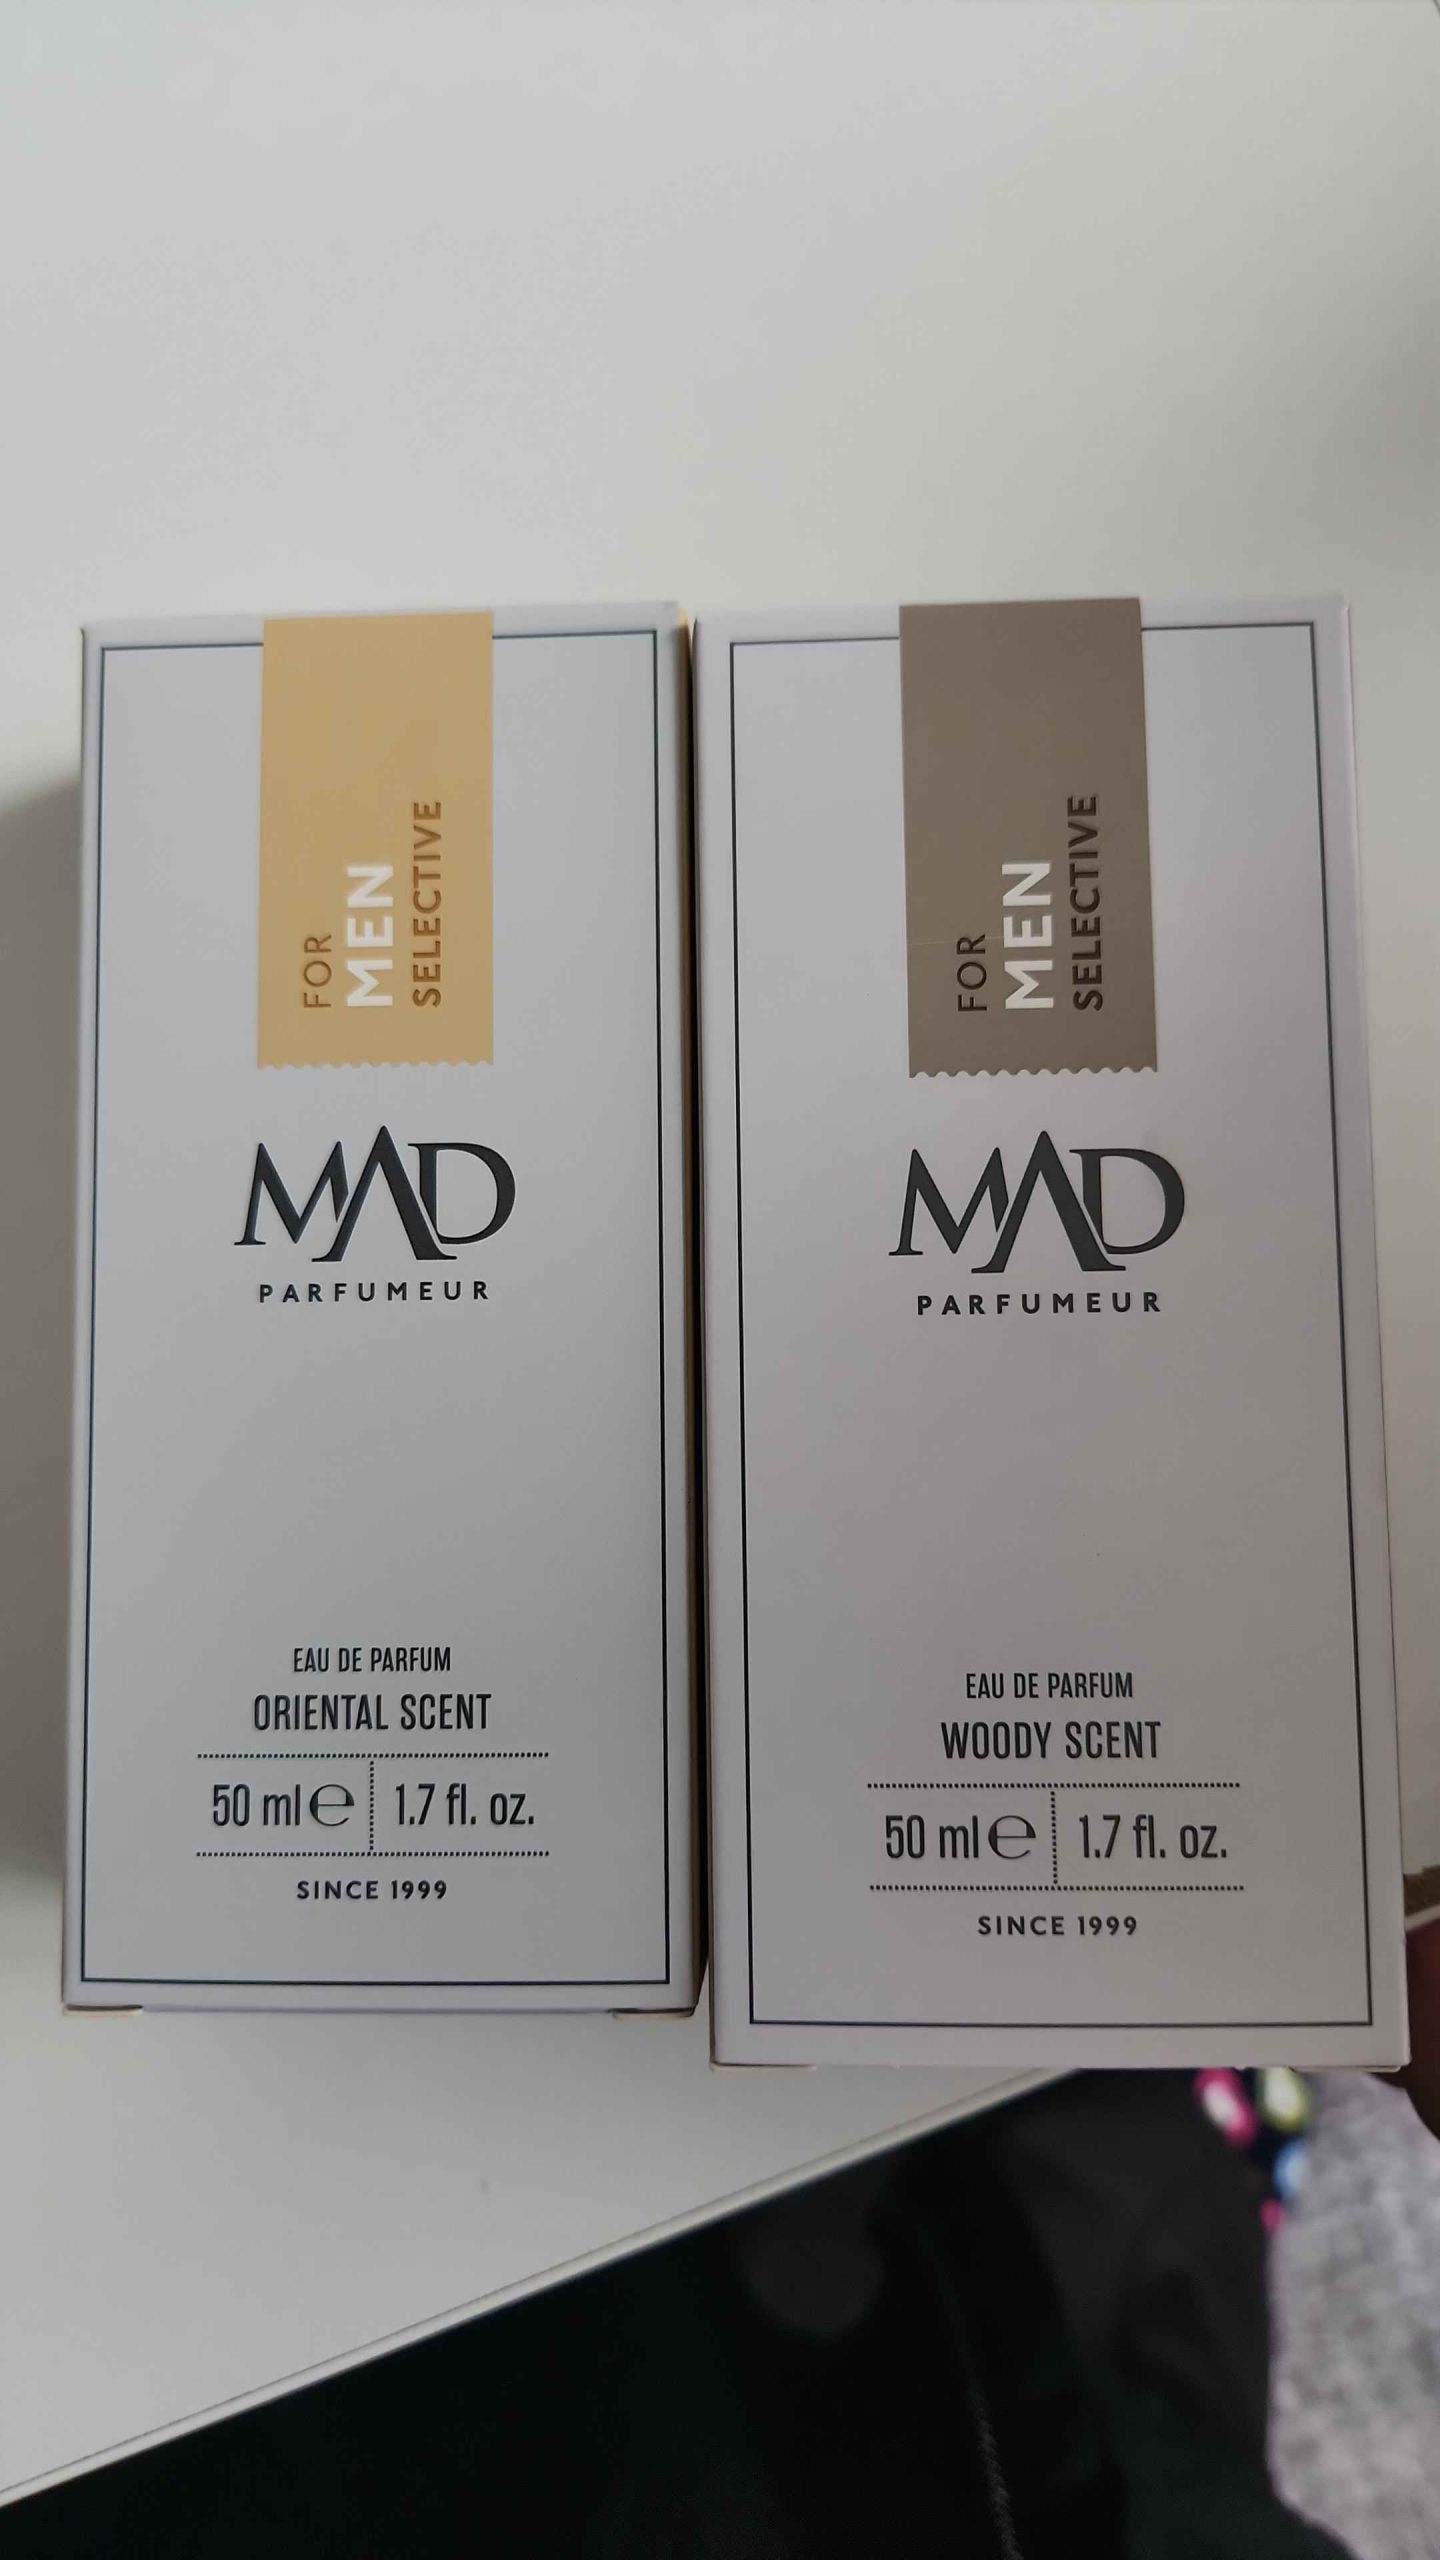 FOR
MEN
SELECTIVE
MAD
PARFUMEUR
EAU DE PARFUM
ORIENTAL SCENT
50 ml ℮ 1.7 fl. oz.
SINCE 1999
FOR
MEN
SELECTIVE
MAD
PARFUMEUR
EAU DE PARFUM
WOODY SCENT
50 ml ℮ 1.7 fl. oz.
SINCE 1999